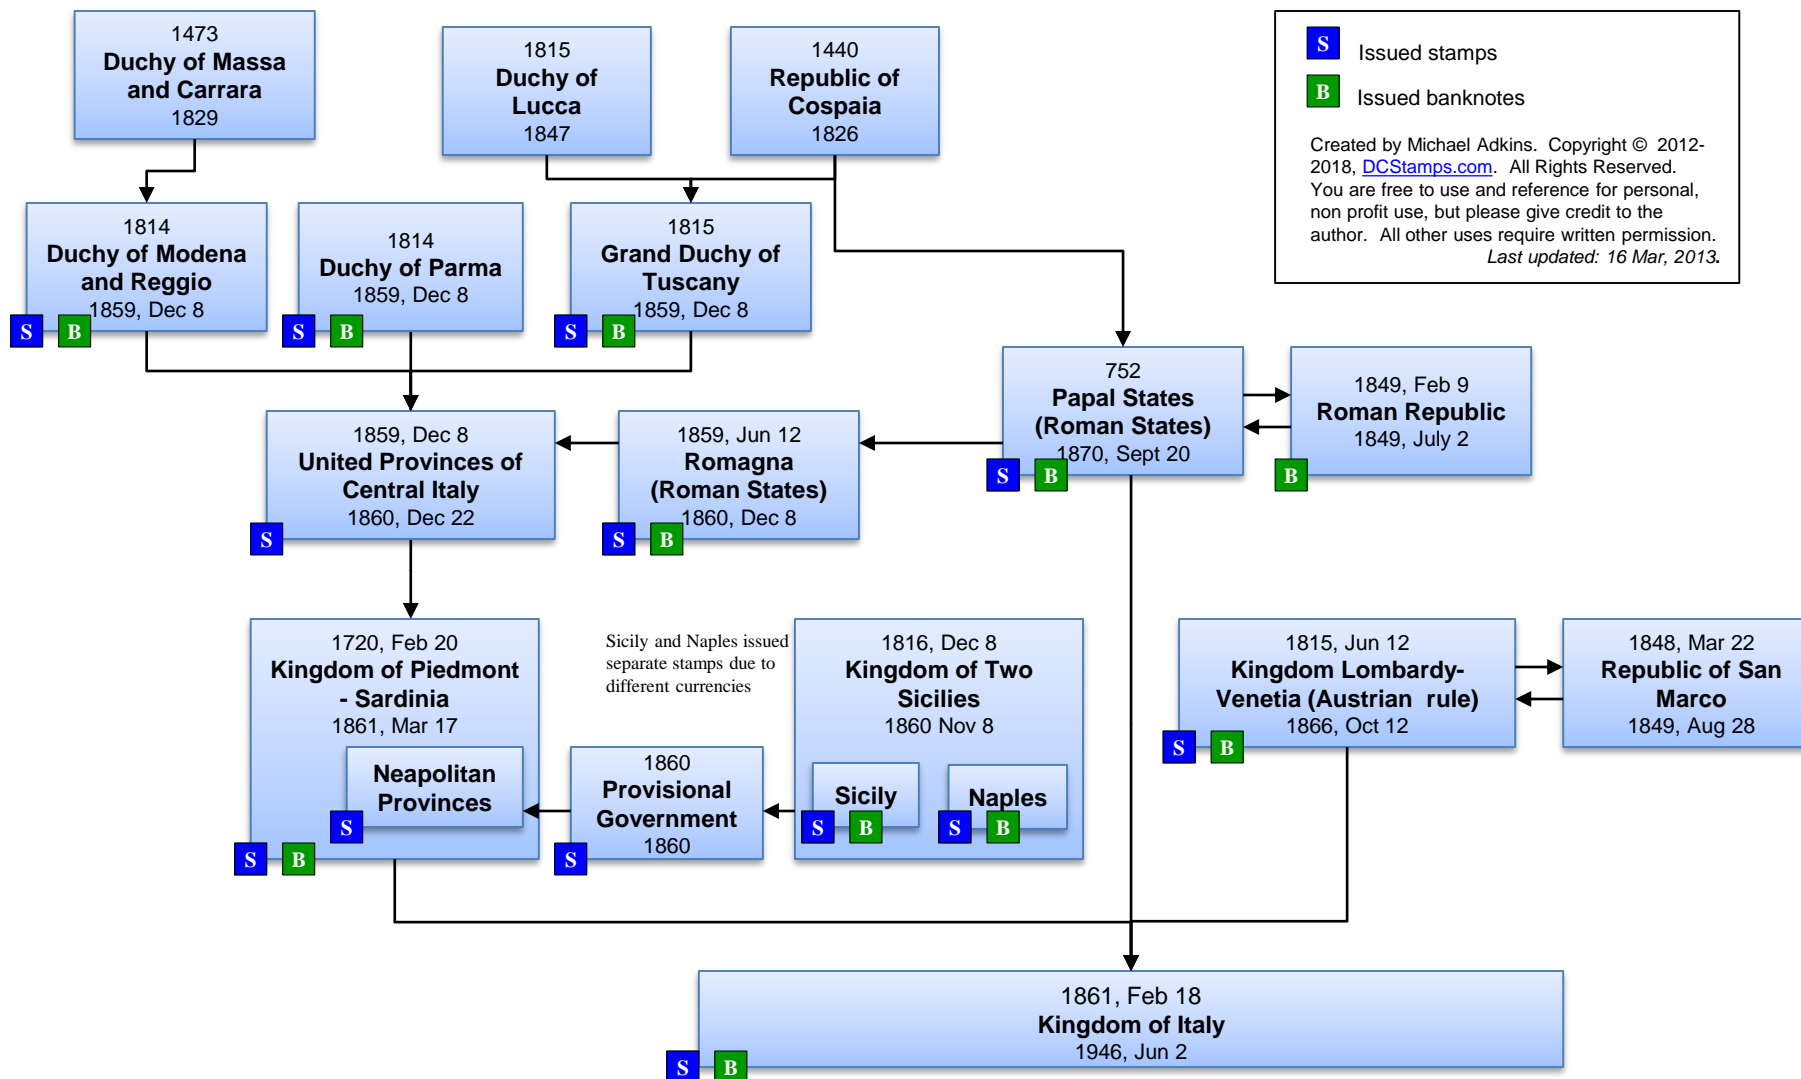 1473
Duchy of Massa
and Carrara
1829
1815
Duchy of
Lucca
1847
1440
Republic of
Cospaia
1826
S Issued stamps
B Issued banknotes
Created by Michael Adkins. Copyright © 2012-
2018, DCStamps.com. All Rights Reserved.
You are free to use and reference for personal,
non profit use, but please give credit to the
author. All other uses require written permission.
Last updated: 16 Mar, 2013.
1814
Duchy of Modena
and Reggio
1859, Dec 8
S B
1814
Duchy of Parma
1859, Dec 8
S B
1815
Grand Duchy of
Tuscany
1859, Dec 8
S B
752
Papal States
(Roman States)
1870, Sept 20
S B
1849, Feb 9
Roman Republic
1849, July 2
B
1859, Dec 8
United Provinces of
Central Italy
1860, Dec 22
S
1859, Jun 12
Romagna
(Roman States)
1860, Dec 8
S B
1720, Feb 20
Kingdom of Piedmont
- Sardinia
1861, Mar 17
Neapolitan
Provinces
S
S B
Sicily and Naples issued
separate stamps due to
different currencies
1860
Provisional
Government
1860
S
1816, Dec 8
Kingdom of Two
Sicilies
1860 Nov 8
Sicily
S B
Naples
S B
1815, Jun 12
Kingdom Lombardy-
Venetia (Austrian rule)
1866, Oct 12
S B
1848, Mar 22
Republic of San
Marco
1849, Aug 28
1861, Feb 18
Kingdom of Italy
1946, Jun 2
S B